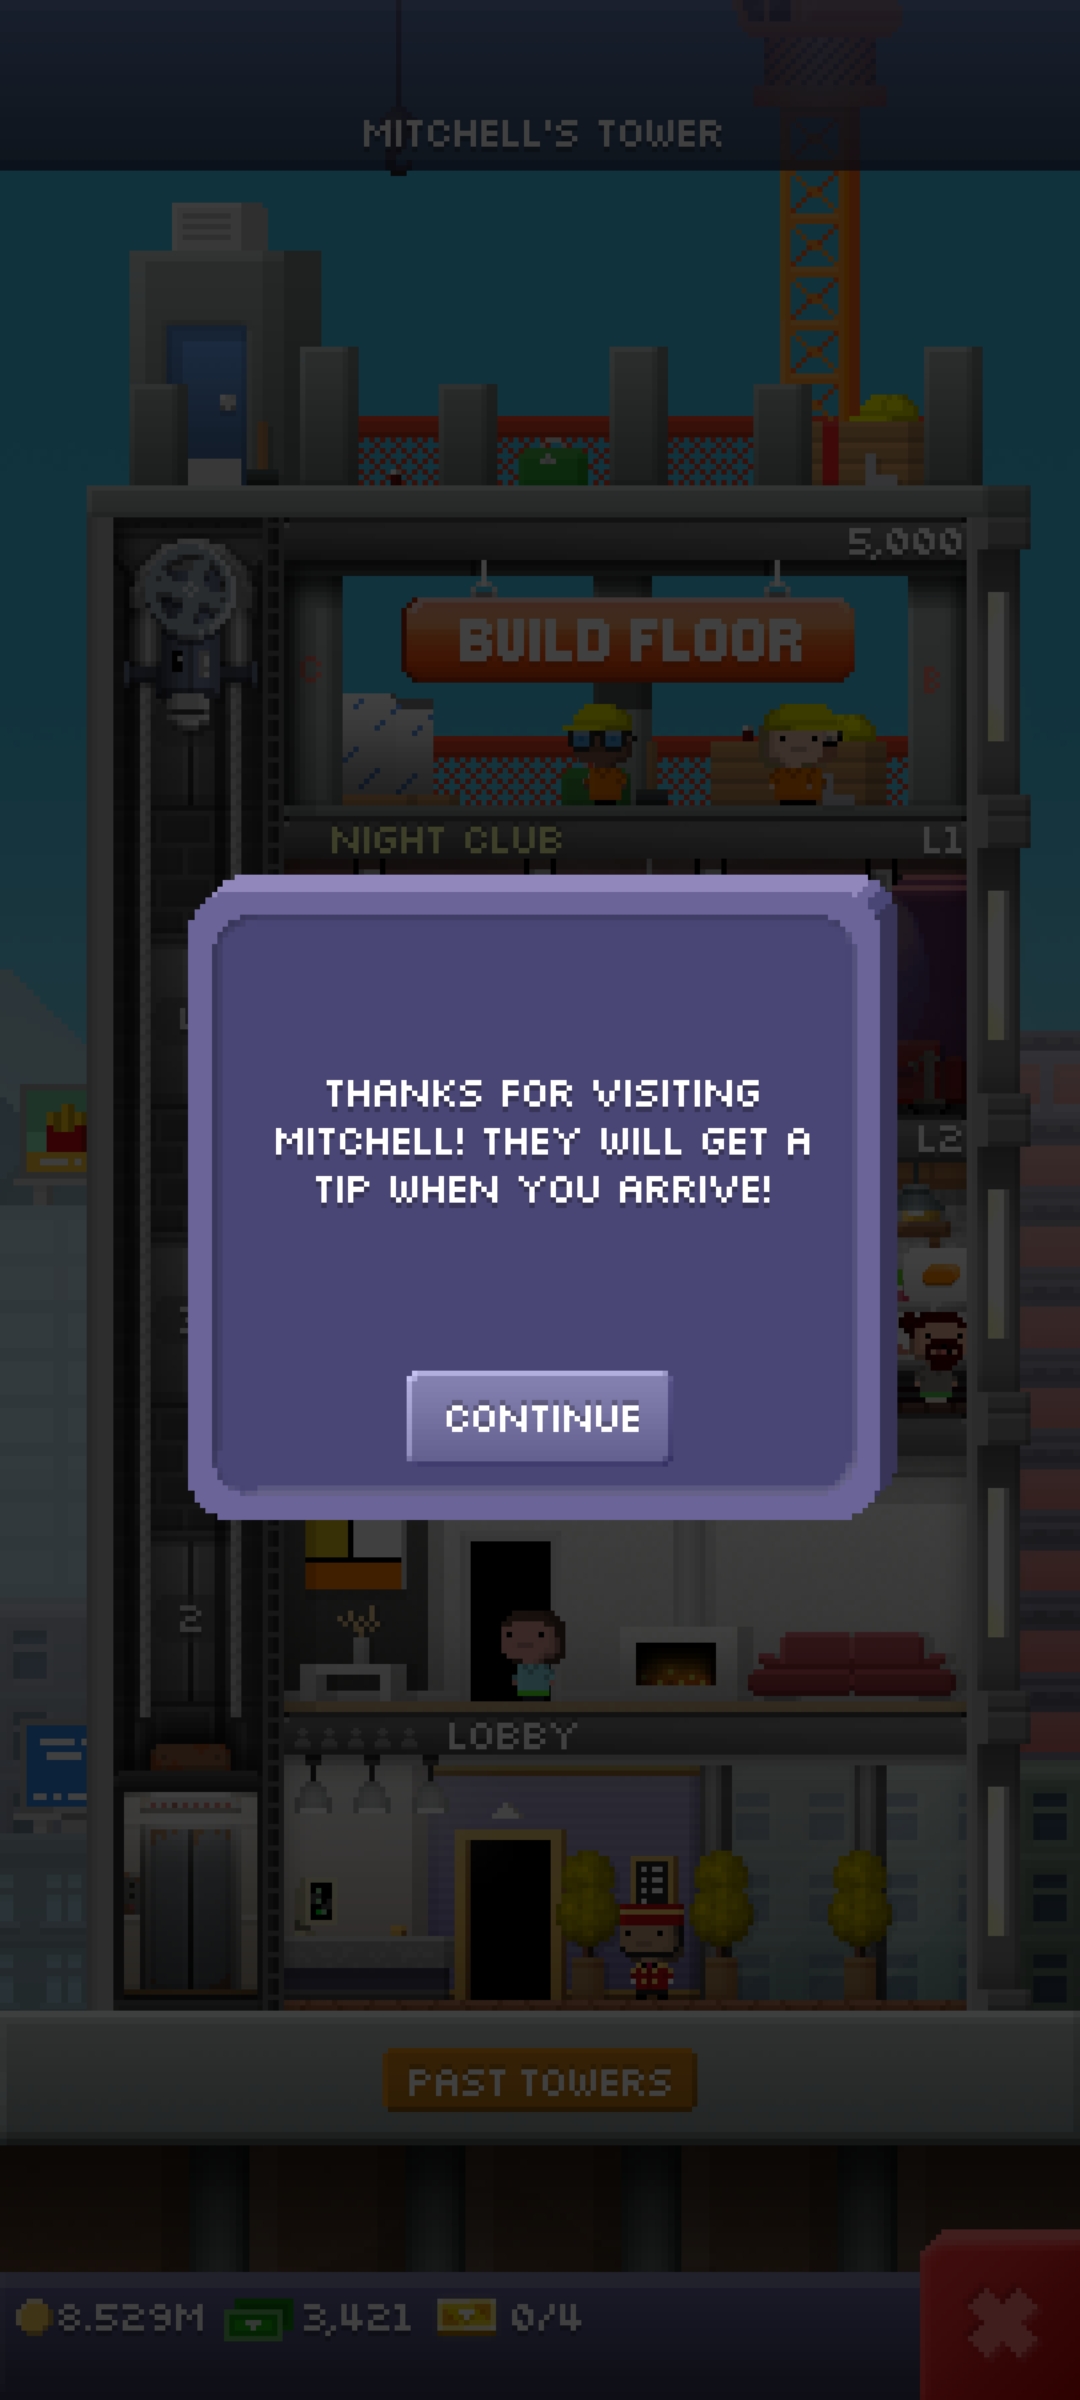 MITCHELL'S TOWER
5,000
BUILD FLOOR
C
B
NIGHT CLUB
L1
L2
THANKS FOR VISITING
MITCHELL! THEY WILL GET A
TIP WHEN YOU ARRIVE!
CONTINUE
2
LOBBY
PAST TOWERS
8.529M
3,421
0/4